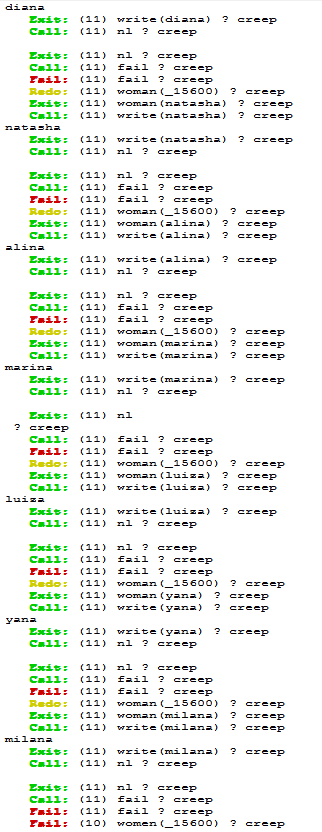 diana
Exit: (11) write(diana) ? creep
Call: (11) nl ? creep
Exit: (11) nl ? creep
Call: (11) fail ? creep
Fail: (11) fail ? creep
Redo: (11) woman(_15600) ? creep
Exit: (11) woman(natasha) ? creep
Call: (11) write(natasha) ? creep
natasha
Exit: (11) write(natasha) ? creep
Call: (11) nl ? creep
Exit: (11) nl ? creep
Call: (11) fail ? creep
Fail: (11) fail ? creep
Redo: (11) woman(_15600) ? creep
Exit: (11) woman(alina) ? creep
Call: (11) write(alina) ? creep
alina
Exit: (11) write(alina) ? creep
Call: (11) nl ? creep
Exit: (11) nl ? creep
Call: (11) fail ? creep
Fail: (11) fail ? creep
Redo: (11) woman(_15600) ? creep
Exit: (11) woman(marina) ? creep
Call: (11) write(marina) ? creep
marina
Exit: (11) write(marina) ? creep
Call: (11) nl ? creep
Exit: (11) nl
? creep
Call: (11) fail ? creep
Fail: (11) fail ? creep
Redo: (11) woman(_15600) ? creep
Exit: (11) woman(luiza) ? creep
Call: (11) write(luiza) ? creep
luiza
Exit: (11) write(luiza) ? creep
Call: (11) nl ? creep
Exit: (11) nl ? creep
Call: (11) fail ? creep
Fail: (11) fail ? creep
Redo: (11) woman(_15600) ? creep
Exit: (11) woman(yana) ? creep
Call: (11) write(yana) ? creep
yana
Exit: (11) write(yana) ? creep
Call: (11) nl ? creep
Exit: (11) nl ? creep
Call: (11) fail ? creep
Fail: (11) fail ? creep
Redo: (11) woman(_15600) ? creep
Exit: (11) woman(milana) ? creep
Call: (11) write(milana) ? creep
milana
Exit: (11) write(milana) ? creep
Call: (11) nl ? creep
Exit: (11) nl ? creep
Call: (11) fail ? creep
Fail: (11) fail ? creep
Fail: (10) women(_15600) ? creep